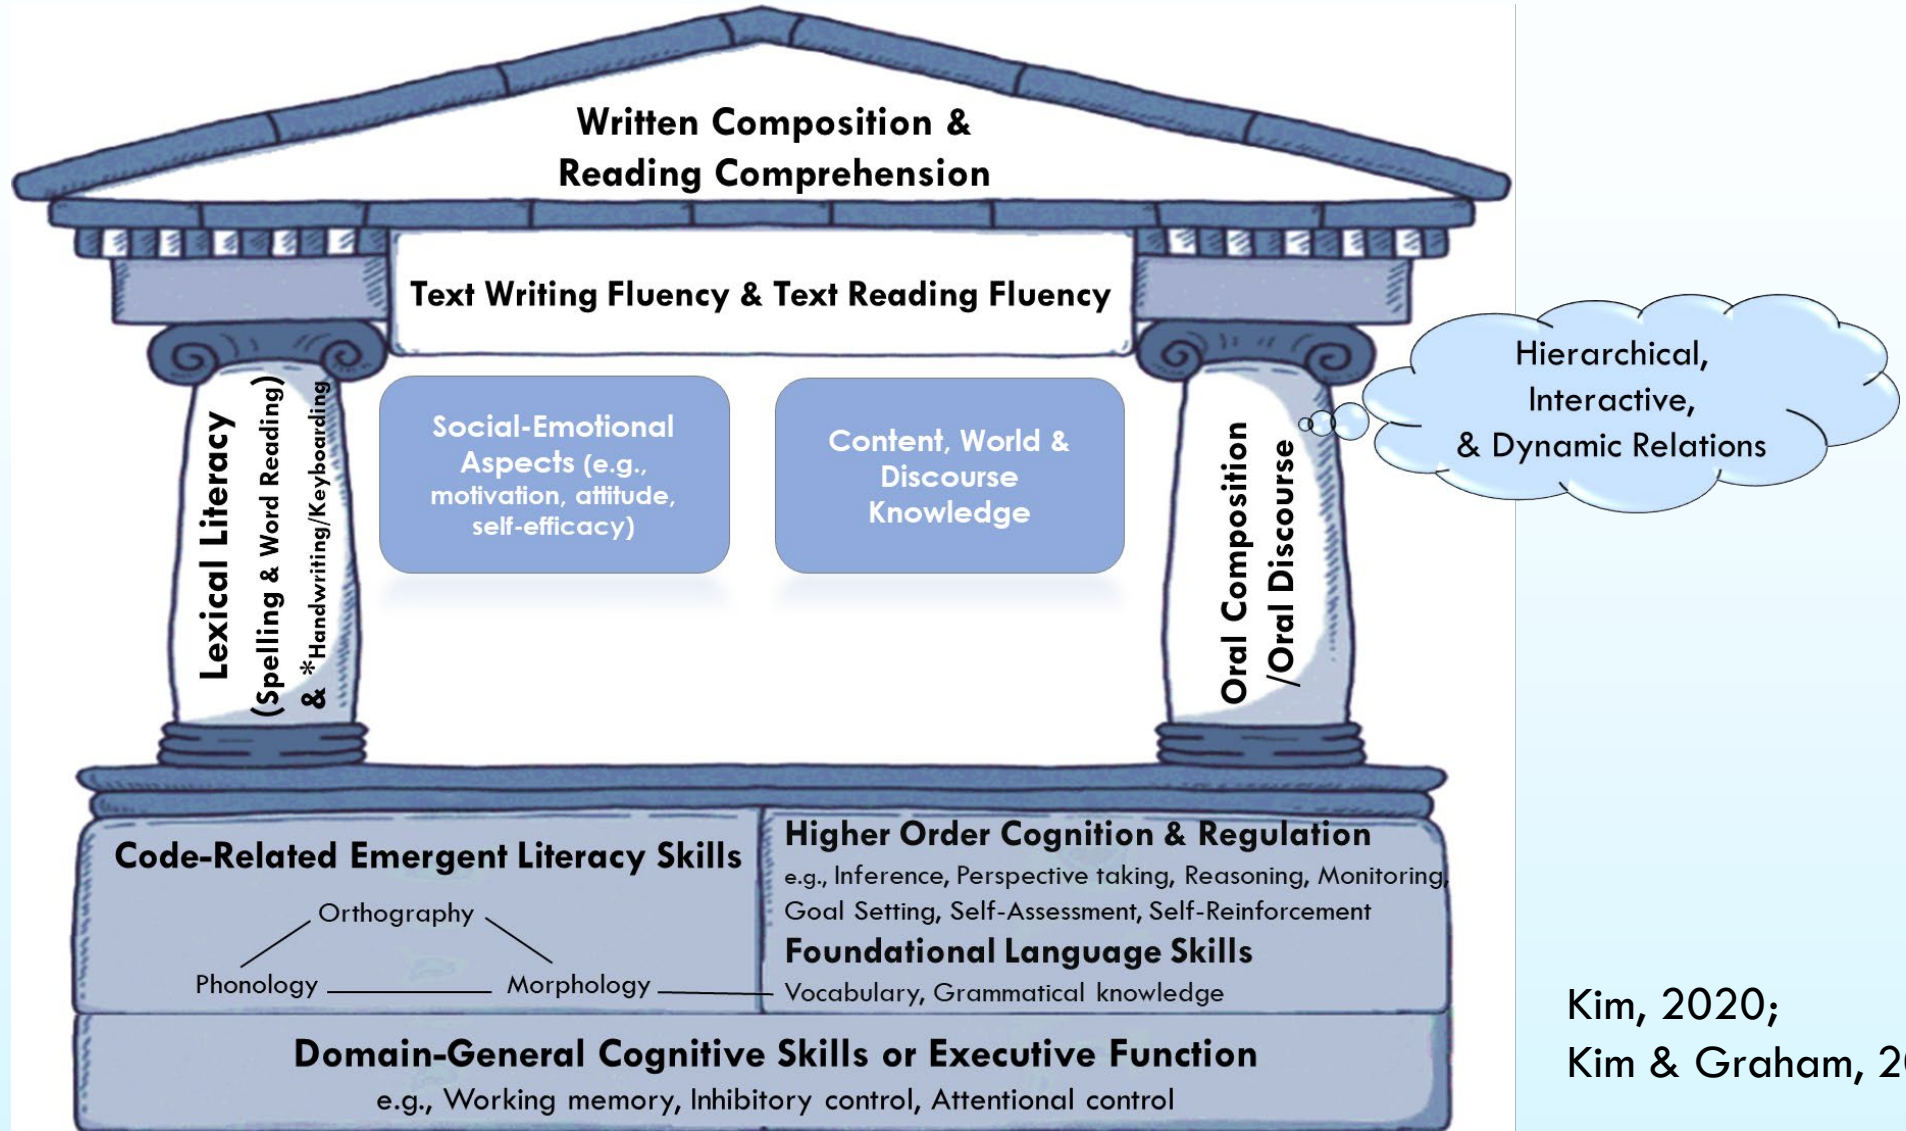 Written Composition &
Reading Comprehension
Text Writing Fluency & Text Reading Fluency
Lexical Literacy
(Spelling & Word Reading)
& *Handwriting/Keyboarding
Social-Emotional
Aspects (e.g.,
motivation, attitude,
self-efficacy)
Content, World &
Discourse
Knowledge
Oral Composition
/Oral Discourse
Hierarchical,
Interactive,
& Dynamic Relations
Code-Related Emergent Literacy Skills
Orthography
Phonology
Morphology
Higher Order Cognition & Regulation
e.g., Inference, Perspective taking, Reasoning, Monitoring,
Goal Setting, Self-Assessment, Self-Reinforcement
Foundational Language Skills
Vocabulary, Grammatical knowledge
Domain-General Cognitive Skills or Executive Function
e.g., Working memory, Inhibitory control, Attentional control
Kim, 2020;
Kim & Graham,